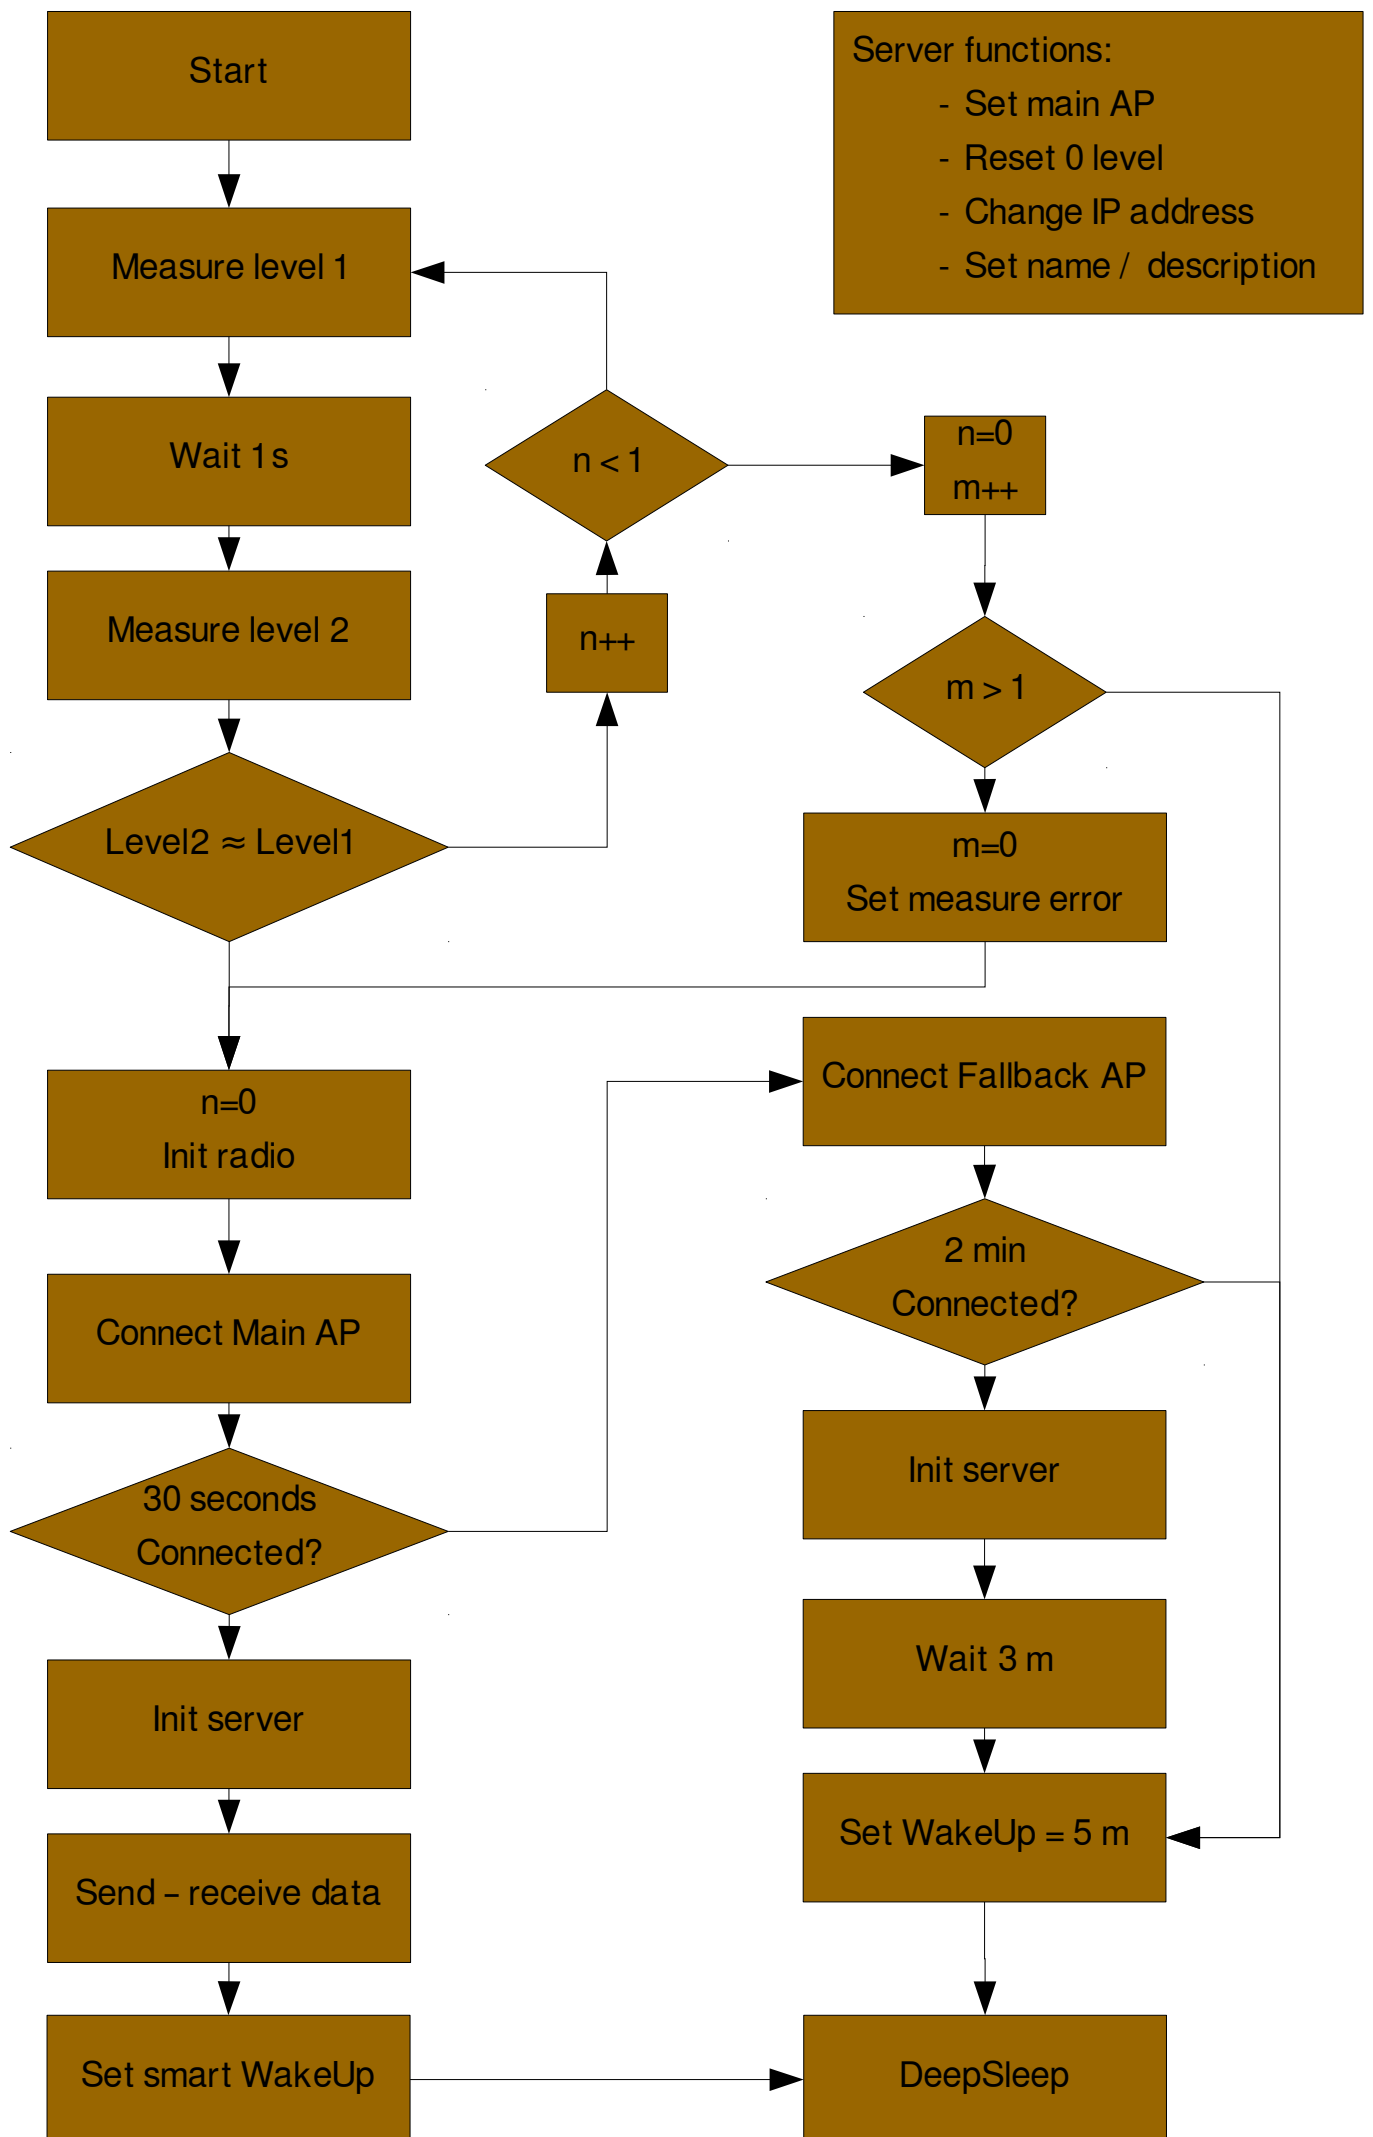 Start
Server functions:
- Set main AP
- Reset 0 level
- Change IP address
- Set name / description
Measure level 1
Wait 1s
n < 1
n=0
m++
Measure level 2
n++
m > 1
Level2 ≈ Level1
m=0
Set measure error
n=0
Init radio
Connect Fallback AP
2 min
Connected?
Connect Main AP
30 seconds
Connected?
Init server
Wait 3 m
Init server
Set WakeUp = 5 m
Send – receive data
Set smart WakeUp
DeepSleep